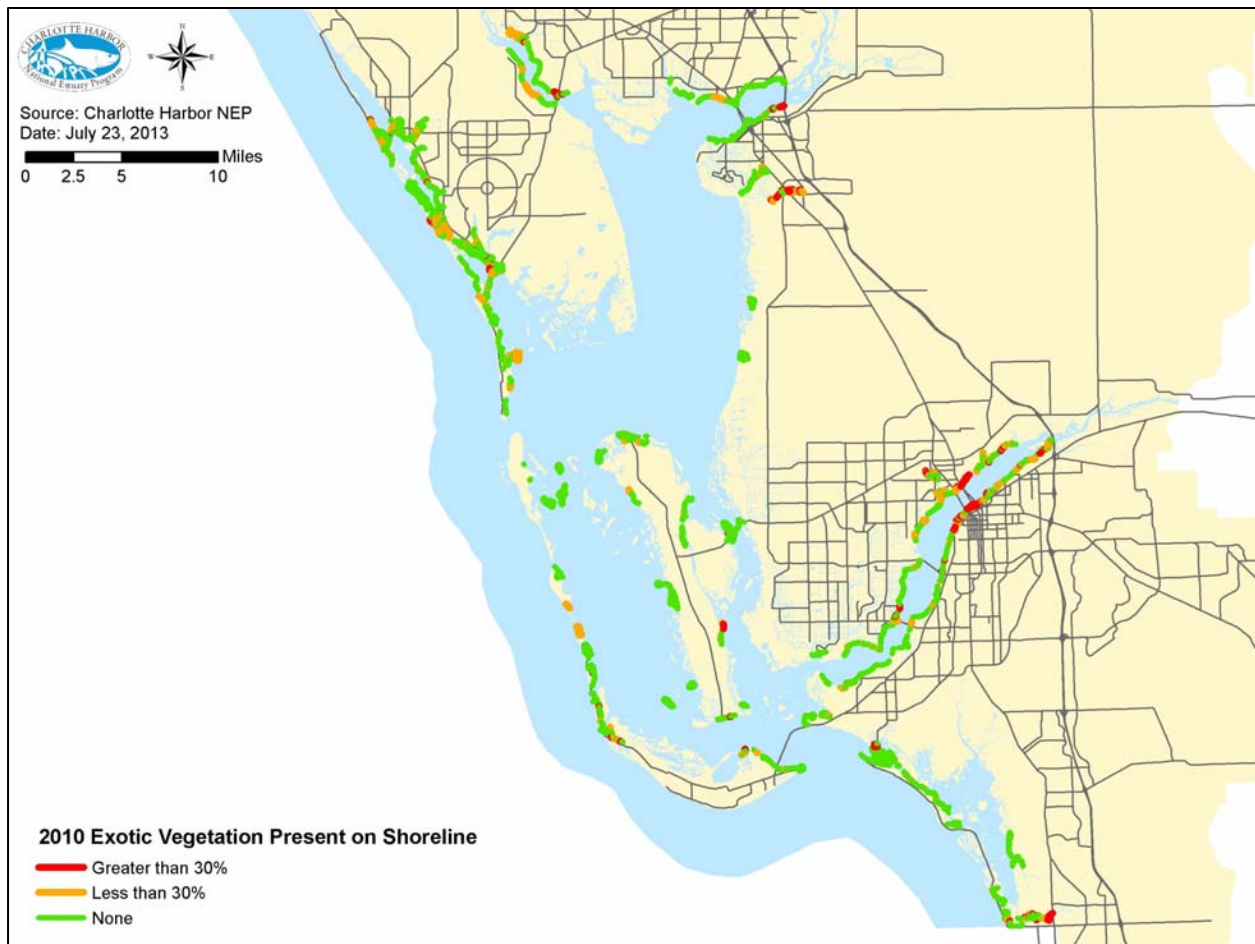 CHARLOTTE HARBOR
National Estuary Program
N
W
E
S
Source: Charlotte Harbor NEP
Date: July 23, 2013
Miles
0 2.5 5 10
2010 Exotic Vegetation Present on Shoreline
Greater than 30%
Less than 30%
None